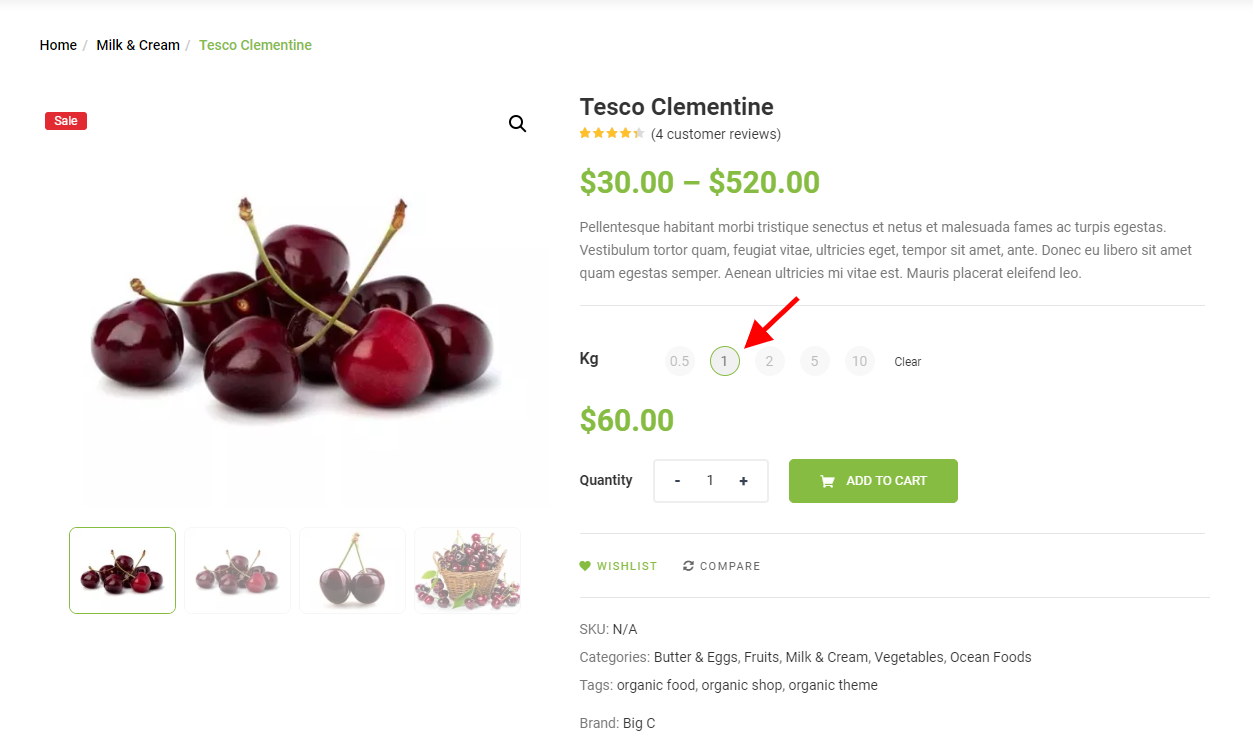 Home / Milk & Cream / Tesco Clementine
Sale
Tesco Clementine
(4 customer reviews)
$30.00 – $520.00
Pellentesque habitant morbi tristique senectus et netus et malesuada fames ac turpis egestas.
Vestibulum tortor quam, feugiat vitae, ultricies eget, tempor sit amet, ante. Donec eu libero sit amet
quam egestas semper. Aenean ultricies mi vitae est. Mauris placerat eleifend leo.
Kg 0.5 1 2 5 10 Clear
$60.00
Quantity - 1 + ADD TO CART
WISHLIST COMPARE
SKU: N/A
Categories: Butter & Eggs, Fruits, Milk & Cream, Vegetables, Ocean Foods
Tags: organic food, organic shop, organic theme
Brand: Big C